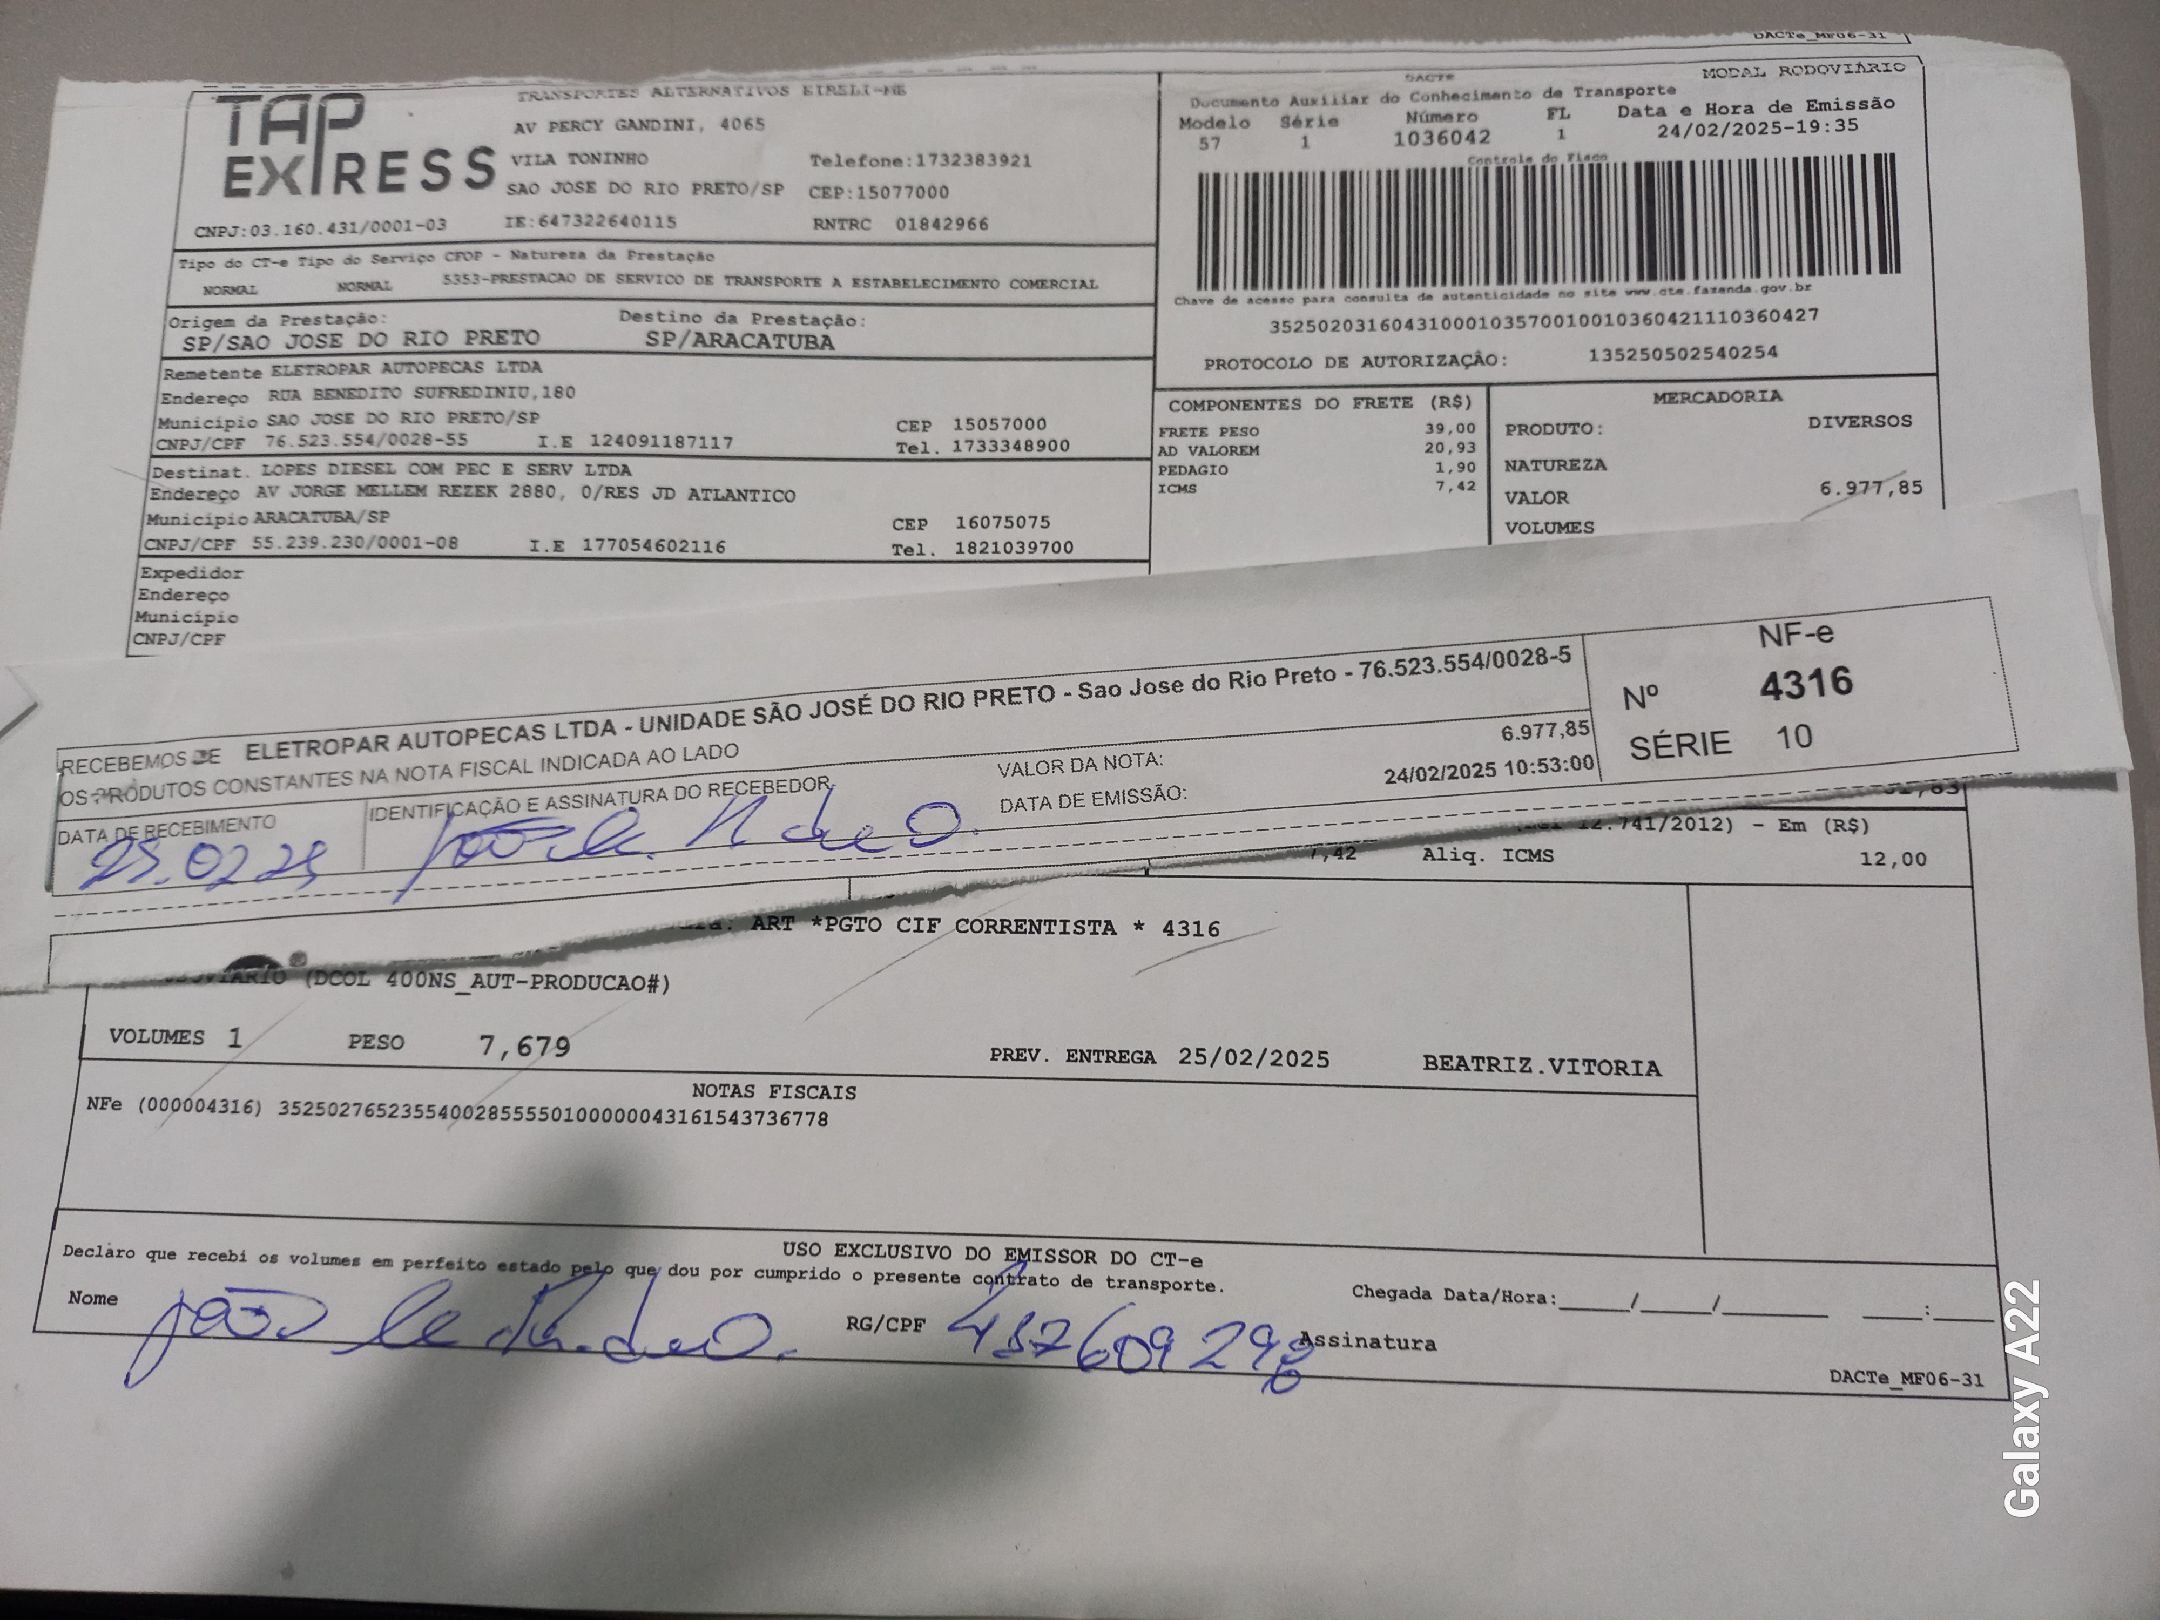 DACTe_MF06-31
TAP EXPRESS
TRANSPORTES ALTERNATIVOS EIRELI-ME
AV PERCY GANDINI, 4065
VILA TONINHO Telefone:1732383921
SAO JOSE DO RIO PRETO/SP CEP:15077000
CNPJ:03.160.431/0001-03 IE:647322640115 RNTRC 01842966
DACTE MODAL RODOVIÁRIO
Documento Auxiliar do Conhecimento de Transporte
Modelo Série Número FL Data e Hora de Emissão
57 1 1036042 1 24/02/2025-19:35
Controle do Fisco
Chave de acesso para consulta de autenticidade no site www.cte.fazenda.gov.br
35250203160431000103570010010360421110360427
PROTOCOLO DE AUTORIZAÇÃO: 135250502540254
Tipo do CT-e Tipo do Serviço CFOP - Natureza da Prestação
NORMAL NORMAL 5353-PRESTACAO DE SERVICO DE TRANSPORTE A ESTABELECIMENTO COMERCIAL
Origem da Prestação: Destino da Prestação:
SP/SAO JOSE DO RIO PRETO SP/ARACATUBA
Remetente ELETROPAR AUTOPECAS LTDA
Endereço RUA BENEDITO SUFREDINIU,180
Município SAO JOSE DO RIO PRETO/SP CEP 15057000
CNPJ/CPF 76.523.554/0028-55 I.E 124091187117 Tel. 1733348900
Destinat. LOPES DIESEL COM PEC E SERV LTDA
Endereço AV JORGE MELLEM REZEK 2880, 0/RES JD ATLANTICO
Município ARACATUBA/SP CEP 16075075
CNPJ/CPF 55.239.230/0001-08 I.E 177054602116 Tel. 1821039700
Expedidor
Endereço
Município
CNPJ/CPF
COMPONENTES DO FRETE (R$)
FRETE PESO 39,00
AD VALOREM 20,93
PEDAGIO 1,90
ICMS 7,42
MERCADORIA
PRODUTO: DIVERSOS
NATUREZA
VALOR 6.977,85
VOLUMES
RECEBEMOS DE ELETROPAR AUTOPECAS LTDA - UNIDADE SÃO JOSÉ DO RIO PRETO - Sao Jose do Rio Preto - 76.523.554/0028-5
OS PRODUTOS CONSTANTES NA NOTA FISCAL INDICADA AO LADO
VALOR DA NOTA: 6.977,85
DATA DE EMISSÃO: 24/02/2025 10:53:00
NF-e
Nº 4316
SÉRIE 10
DATA DE RECEBIMENTO IDENTIFICAÇÃO E ASSINATURA DO RECEBEDOR
25.02 25
12.741/2012) - Em (R$)
7,42 Aliq. ICMS 12,00
ART *PGTO CIF CORRENTISTA * 4316
(DCOL 400NS_AUT-PRODUCAO#)
VOLUMES 1 PESO 7,679 PREV. ENTREGA 25/02/2025 BEATRIZ.VITORIA
NOTAS FISCAIS
NFe (000004316) 35250276523554002855550100000043161543736778
USO EXCLUSIVO DO EMISSOR DO CT-e
Declaro que recebi os volumes em perfeito estado pelo que dou por cumprido o presente contrato de transporte.
Nome João RG/CPF Assinatura
Chegada Data/Hora:_____/_____/_______ ____:____
DACTe_MF06-31
Galaxy A22